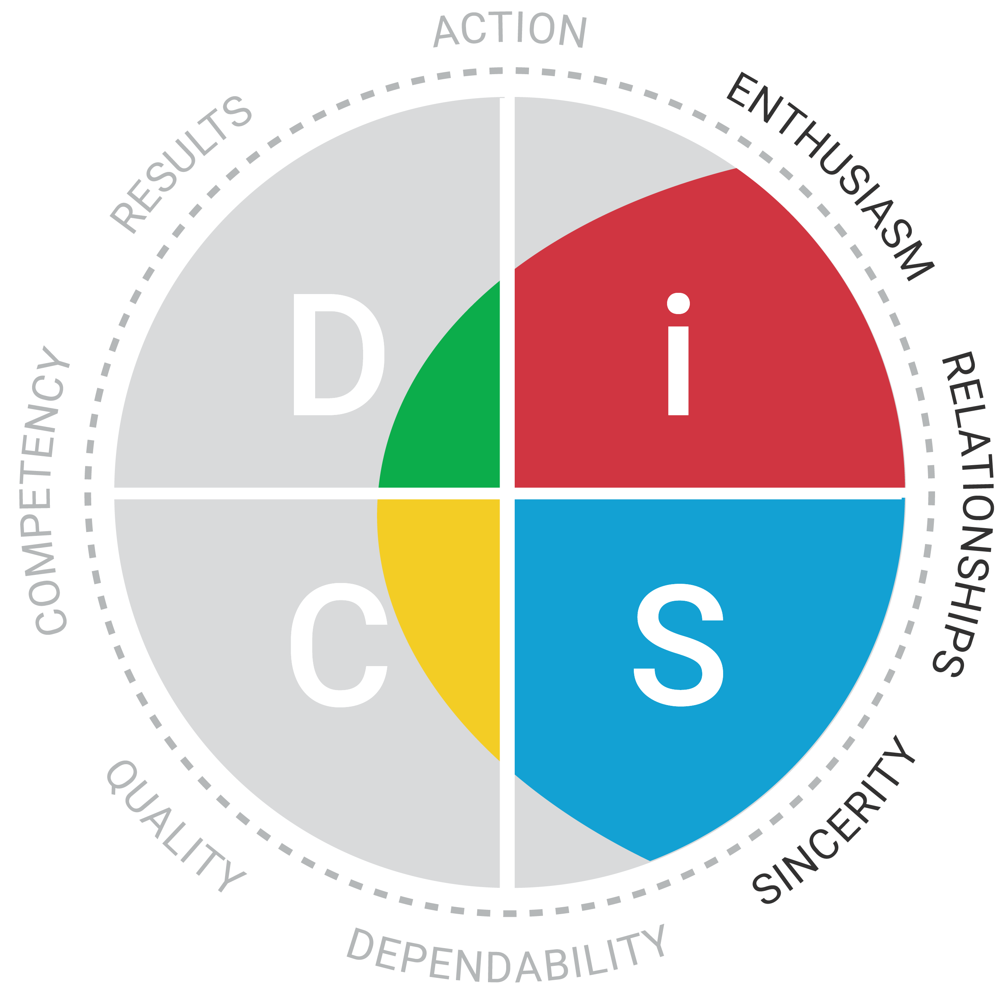 ACTION
ENTHUSIASM
RELATIONSHIPS
SINCERITY
DEPENDABILITY
QUALITY
COMPETENCY
RESULTS
D
i
C
S